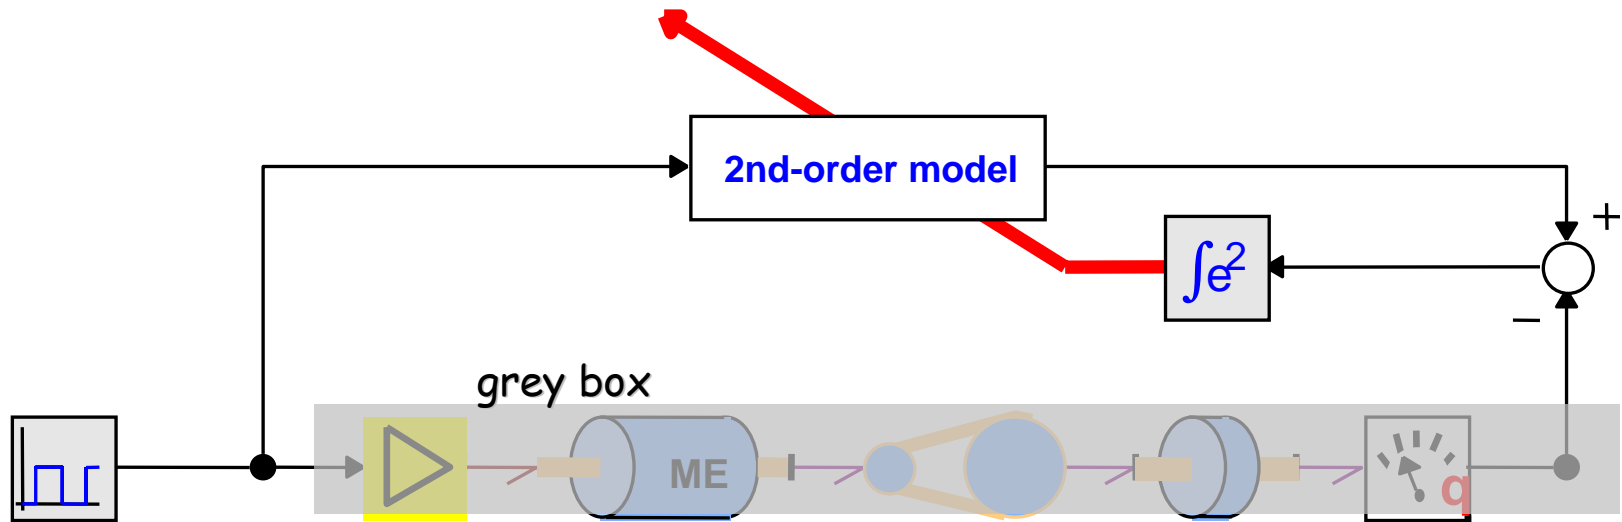 2nd-order model
+
∫e²
−
grey box
ME
q